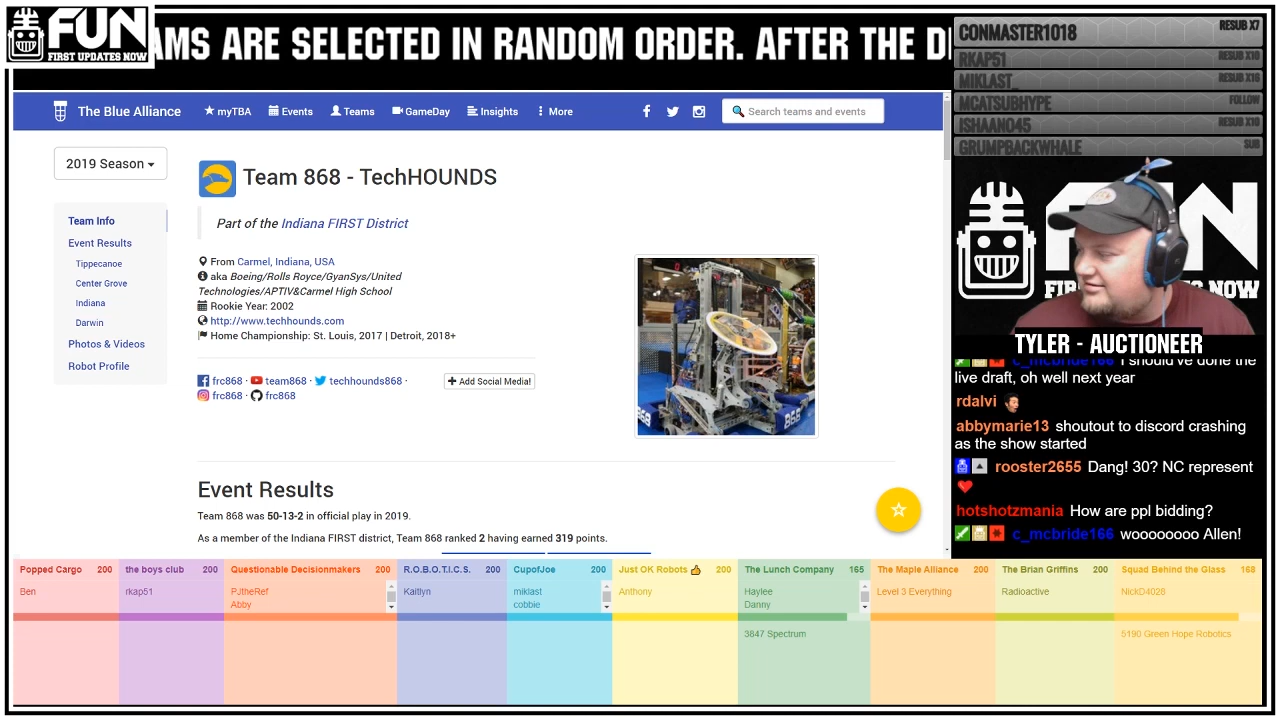 FUN
FIRST UPDATES NOW
AMS ARE SELECTED IN RANDOM ORDER. AFTER THE D
CONMASTER1018 RESUB X7
RKAP51 RESUB X10
MIKLAST_ RESUB X10
MCATSUBHYPE FOLLOW
ISHAAN045 RESUB X10
GRUMPBACKWHALE SUB
The Blue Alliance myTBA Events Teams GameDay Insights More Search teams and events
2019 Season
Team Info
Event Results
Tippecanoe
Center Grove
Indiana
Darwin
Photos & Videos
Robot Profile
Team 868 - TechHOUNDS
Part of the Indiana FIRST District
From Carmel, Indiana, USA
aka Boeing/Rolls Royce/GyanSys/United
Technologies/APTIV&Carmel High School
Rookie Year: 2002
http://www.techhounds.com
Home Championship: St. Louis, 2017 | Detroit, 2018+
frc868 · team868 · techhounds868 ·
frc868 · frc868
Add Social Media!
868
Event Results
Team 868 was 50-13-2 in official play in 2019.
As a member of the Indiana FIRST district, Team 868 ranked 2 having earned 319 points.
FUN
FIRST UPDATES NOW
TYLER - AUCTIONEER
c_mcbride166 I should've done the
live draft, oh well next year
rdalvi
abbymarie13 shoutout to discord crashing
as the show started
rooster2655 Dang! 30? NC represent
hotshotzmania How are ppl bidding?
c_mcbride166 woooooooo Allen!
Popped Cargo 200
Ben
the boys club 200
rkap51
Questionable Decisionmakers 200
PJtheRef
Abby
R.O.B.O.T.I.C.S. 200
Kaitlyn
CupofJoe 200
miklast
cobbie
Just OK Robots 👍 200
Anthony
The Lunch Company 165
Haylee
Danny
3847 Spectrum
The Maple Alliance 200
Level 3 Everything
The Brian Griffins 200
Radioactive
Squad Behind the Glass 168
NickD4028
5190 Green Hope Robotics